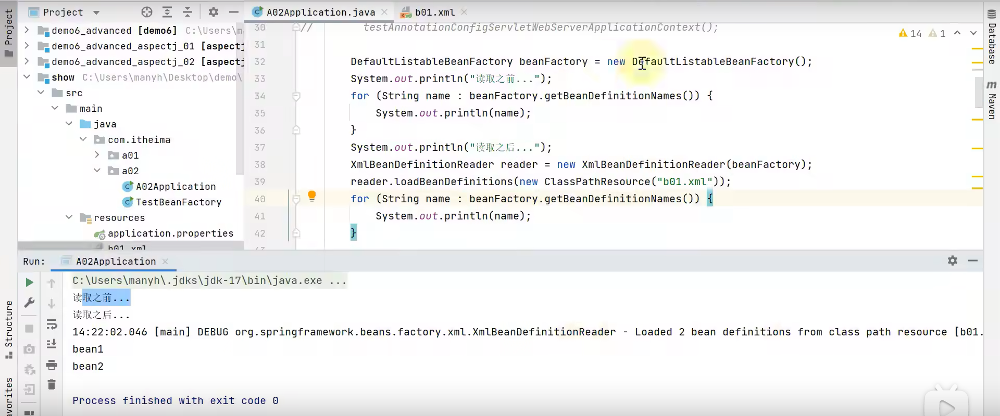 Project
A02Application.java
b01.xml
Project
demo6_advanced [demo6] C:\Users\m
demo6_advanced_aspectj_01 [aspectj
demo6_advanced_aspectj_02 [aspectj
show C:\Users\manyh\Desktop\demo\
src
main
java
com.itheima
a01
a02
A02Application
TestBeanFactory
resources
application.properties
b01.xml
30 // testAnnotationConfigServletWebServerApplicationContext();
31
32 DefaultListableBeanFactory beanFactory = new DefaultListableBeanFactory();
33 System.out.println("读取之前...");
34 for (String name : beanFactory.getBeanDefinitionNames()) {
35 System.out.println(name);
36 }
37 System.out.println("读取之后...");
38 XmlBeanDefinitionReader reader = new XmlBeanDefinitionReader(beanFactory);
39 reader.loadBeanDefinitions(new ClassPathResource("b01.xml"));
40 for (String name : beanFactory.getBeanDefinitionNames()) {
41 System.out.println(name);
42 }
43
14 1
Database
Maven
Run: A02Application
C:\Users\manyh\.jdks\jdk-17\bin\java.exe ...
读取之前...
读取之后...
14:22:02.046 [main] DEBUG org.springframework.beans.factory.xml.XmlBeanDefinitionReader - Loaded 2 bean definitions from class path resource [b01.
bean1
bean2
Process finished with exit code 0
Structure
avorites